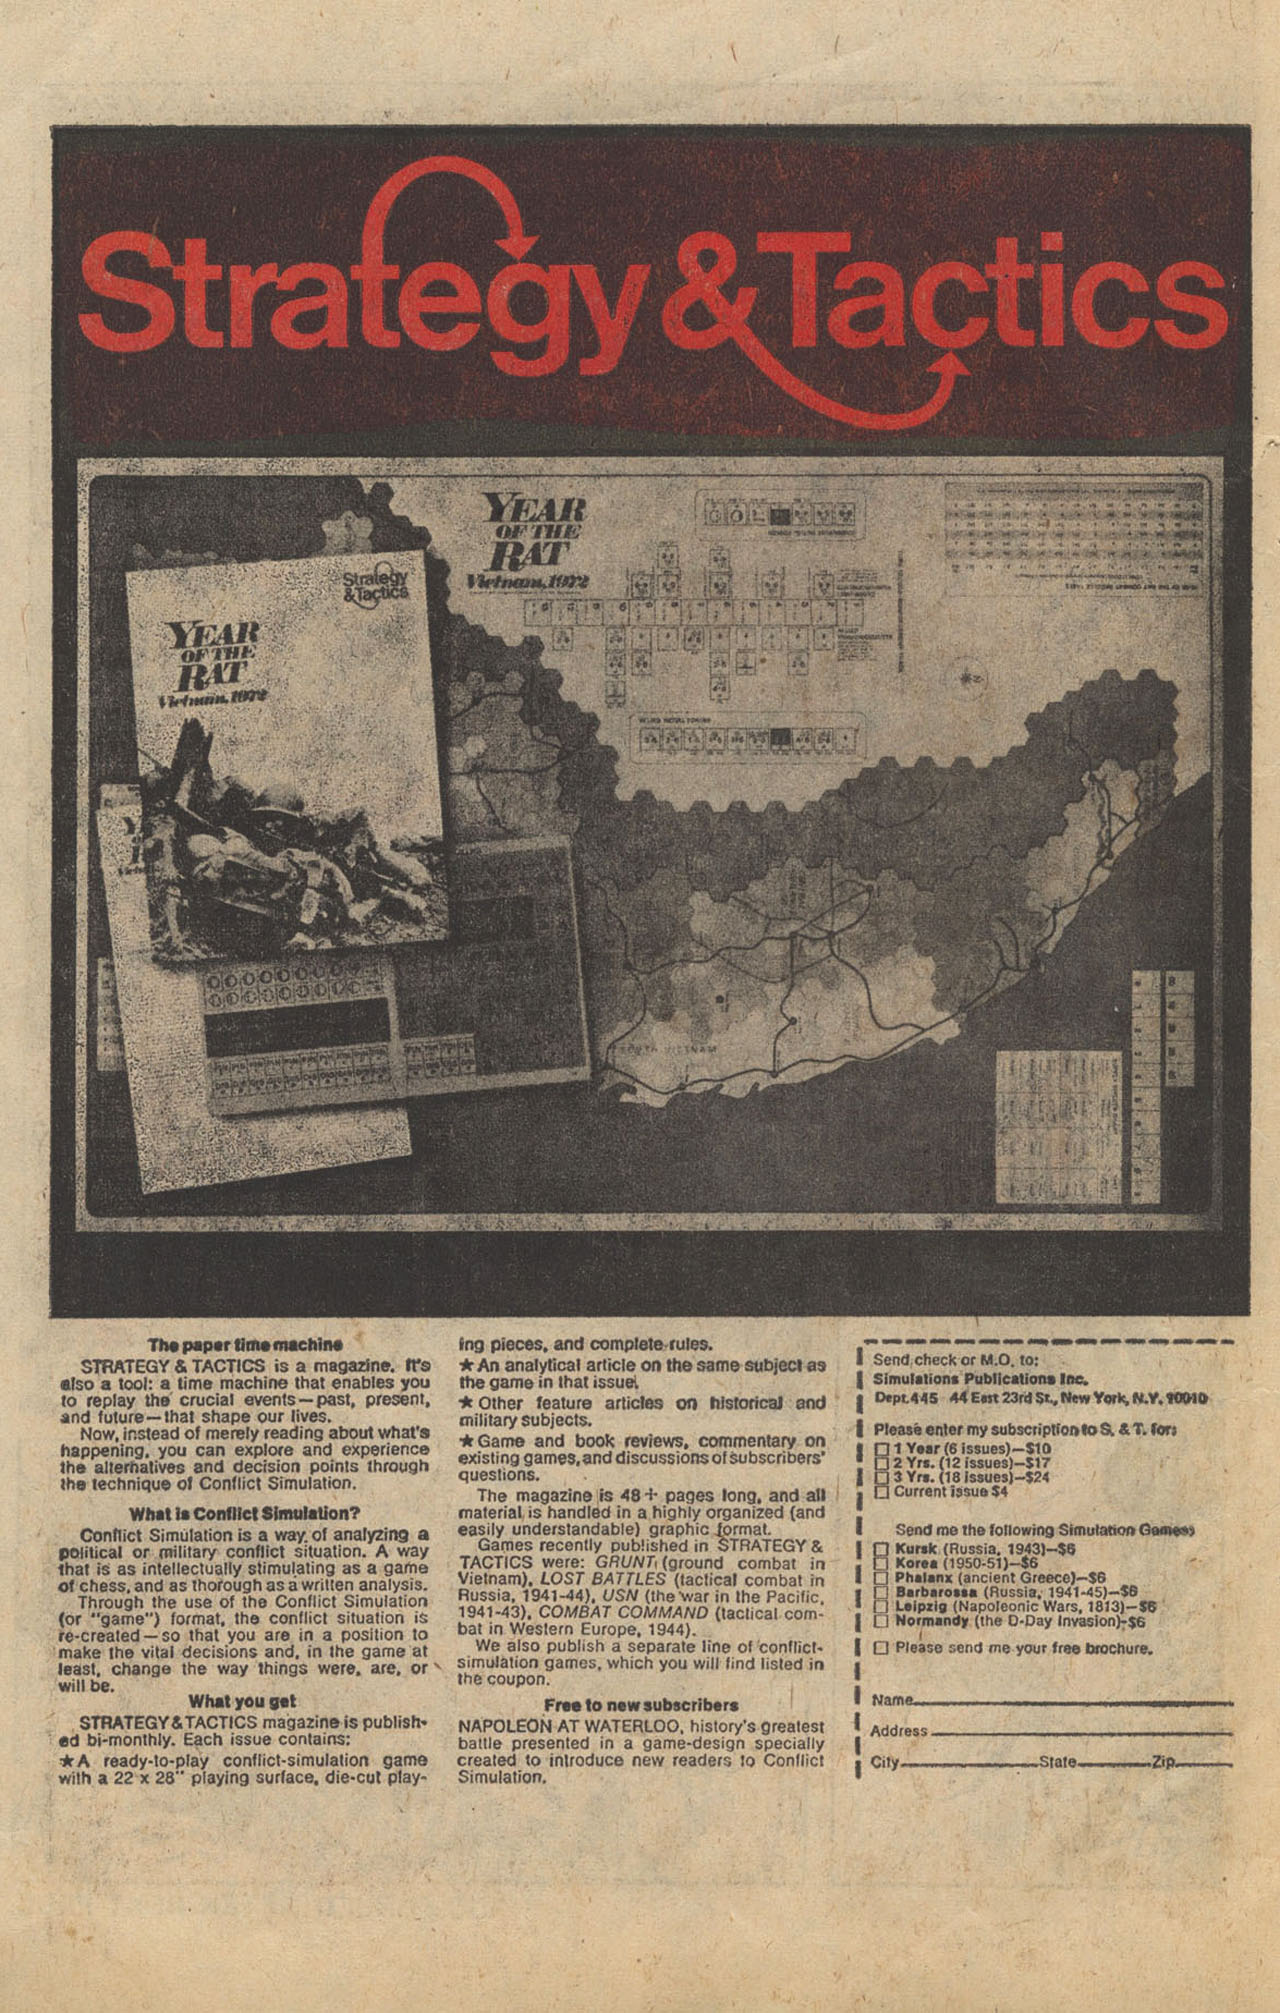 Strategy & Tactics
YEAR
OF THE
RAT
Vietnam, 1972
Strategy
& Tactics
YEAR
OF THE
RAT
Vietnam, 1972
SOUTH VIETNAM
The paper time machine
STRATEGY & TACTICS is a magazine. It's
also a tool: a time machine that enables you
to replay the crucial events—past, present,
and future—that shape our lives.
Now, instead of merely reading about what's
happening, you can explore and experience
the alternatives and decision points through
the technique of Conflict Simulation.
What is Conflict Simulation?
Conflict Simulation is a way of analyzing a
political or military conflict situation. A way
that is as intellectually stimulating as a game
of chess, and as thorough as a written analysis.
Through the use of the Conflict Simulation
(or "game") format, the conflict situation is
re-created—so that you are in a position to
make the vital decisions and, in the game at
least, change the way things were, are, or
will be.
What you get
STRATEGY & TACTICS magazine is publish-
ed bi-monthly. Each issue contains:
★ A ready-to-play conflict-simulation game
with a 22 x 28" playing surface, die-cut play-
ing pieces, and complete rules.
★ An analytical article on the same subject as
the game in that issue.
★ Other feature articles on historical and
military subjects.
★ Game and book reviews, commentary on
existing games, and discussions of subscribers'
questions.
The magazine is 48+ pages long, and all
material is handled in a highly organized (and
easily understandable) graphic format.
Games recently published in STRATEGY &
TACTICS were: GRUNT (ground combat in
Vietnam), LOST BATTLES (tactical combat in
Russia, 1941-44), USN (the war in the Pacific,
1941-43), COMBAT COMMAND (tactical com-
bat in Western Europe, 1944).
We also publish a separate line of conflict-
simulation games, which you will find listed in
the coupon.
Free to new subscribers
NAPOLEON AT WATERLOO, history's greatest
battle presented in a game-design specially
created to introduce new readers to Conflict
Simulation.
Send check or M.O. to:
Simulations Publications Inc.
Dept. 445 44 East 23rd St., New York, N.Y. 10010
Please enter my subscription to S. & T. for:
1 Year (6 issues)—$10
2 Yrs. (12 issues)—$17
3 Yrs. (18 issues)—$24
Current issue $4
Send me the following Simulation Games:
Kursk (Russia, 1943)—$6
Korea (1950-51)—$6
Phalanx (ancient Greece)—$6
Barbarossa (Russia, 1941-45)—$6
Leipzig (Napoleonic Wars, 1813)—$6
Normandy (the D-Day Invasion)—$6
Please send me your free brochure.
Name
Address
City State Zip